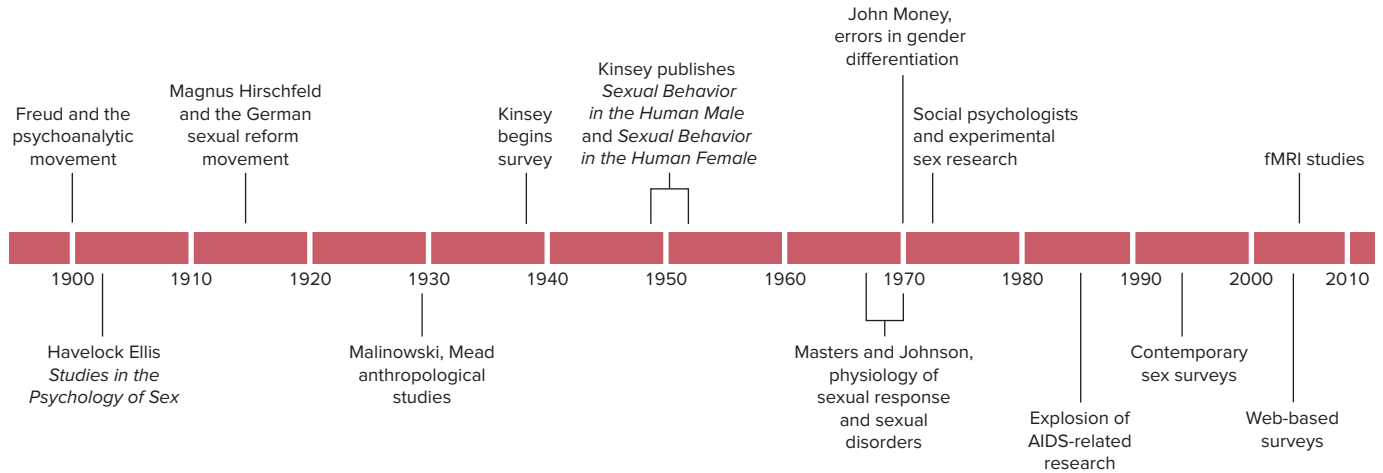 Freud and the
psychoanalytic
movement
Magnus Hirschfeld
and the German
sexual reform
movement
Kinsey
begins
survey
Kinsey publishes
Sexual Behavior
in the Human Male
and Sexual Behavior
in the Human Female
John Money,
errors in gender
differentiation
Social psychologists
and experimental
sex research
fMRI studies
1900 1910 1920 1930 1940 1950 1960 1970 1980 1990 2000 2010
Havelock Ellis
Studies in the
Psychology of Sex
Malinowski, Mead
anthropological
studies
Masters and Johnson,
physiology of
sexual response
and sexual
disorders
Explosion of
AIDS-related
research
Contemporary
sex surveys
Web-based
surveys